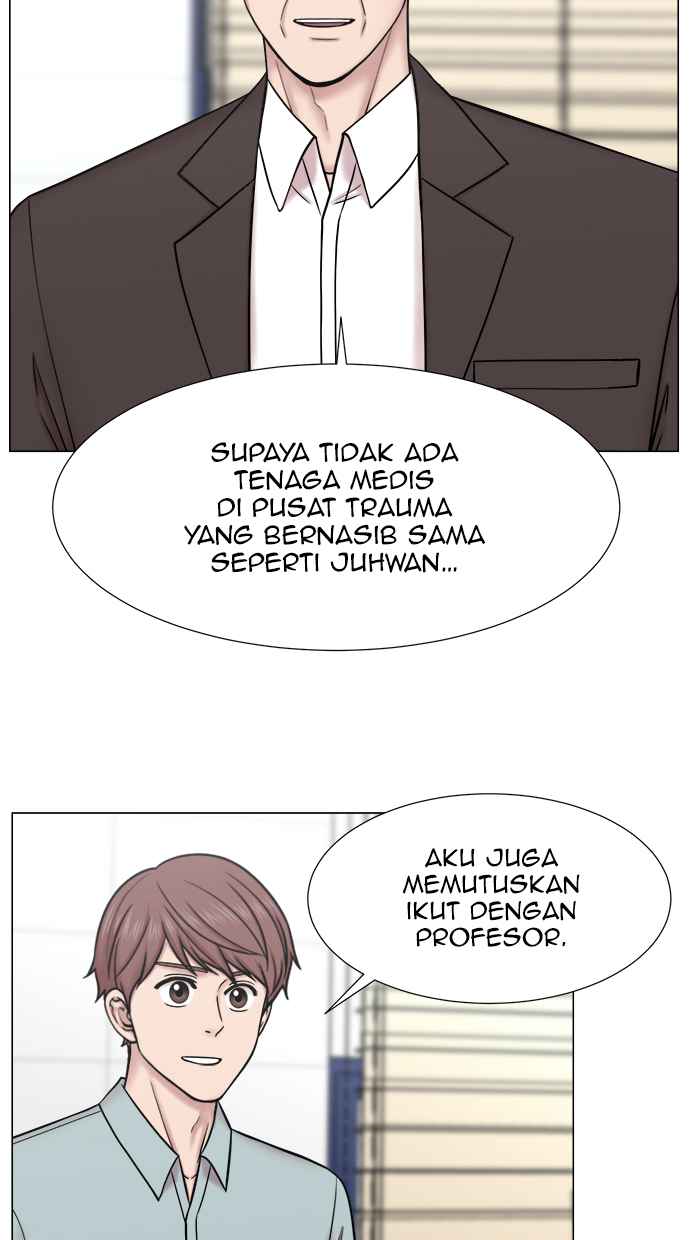 SUPAYA TIDAK ADA
TENAGA MEDIS
DI PUSAT TRAUMA
YANG BERNASIB SAMA
SEPERTI JUHWAN...
AKU JUGA
MEMUTUSKAN
IKUT DENGAN
PROFESOR.